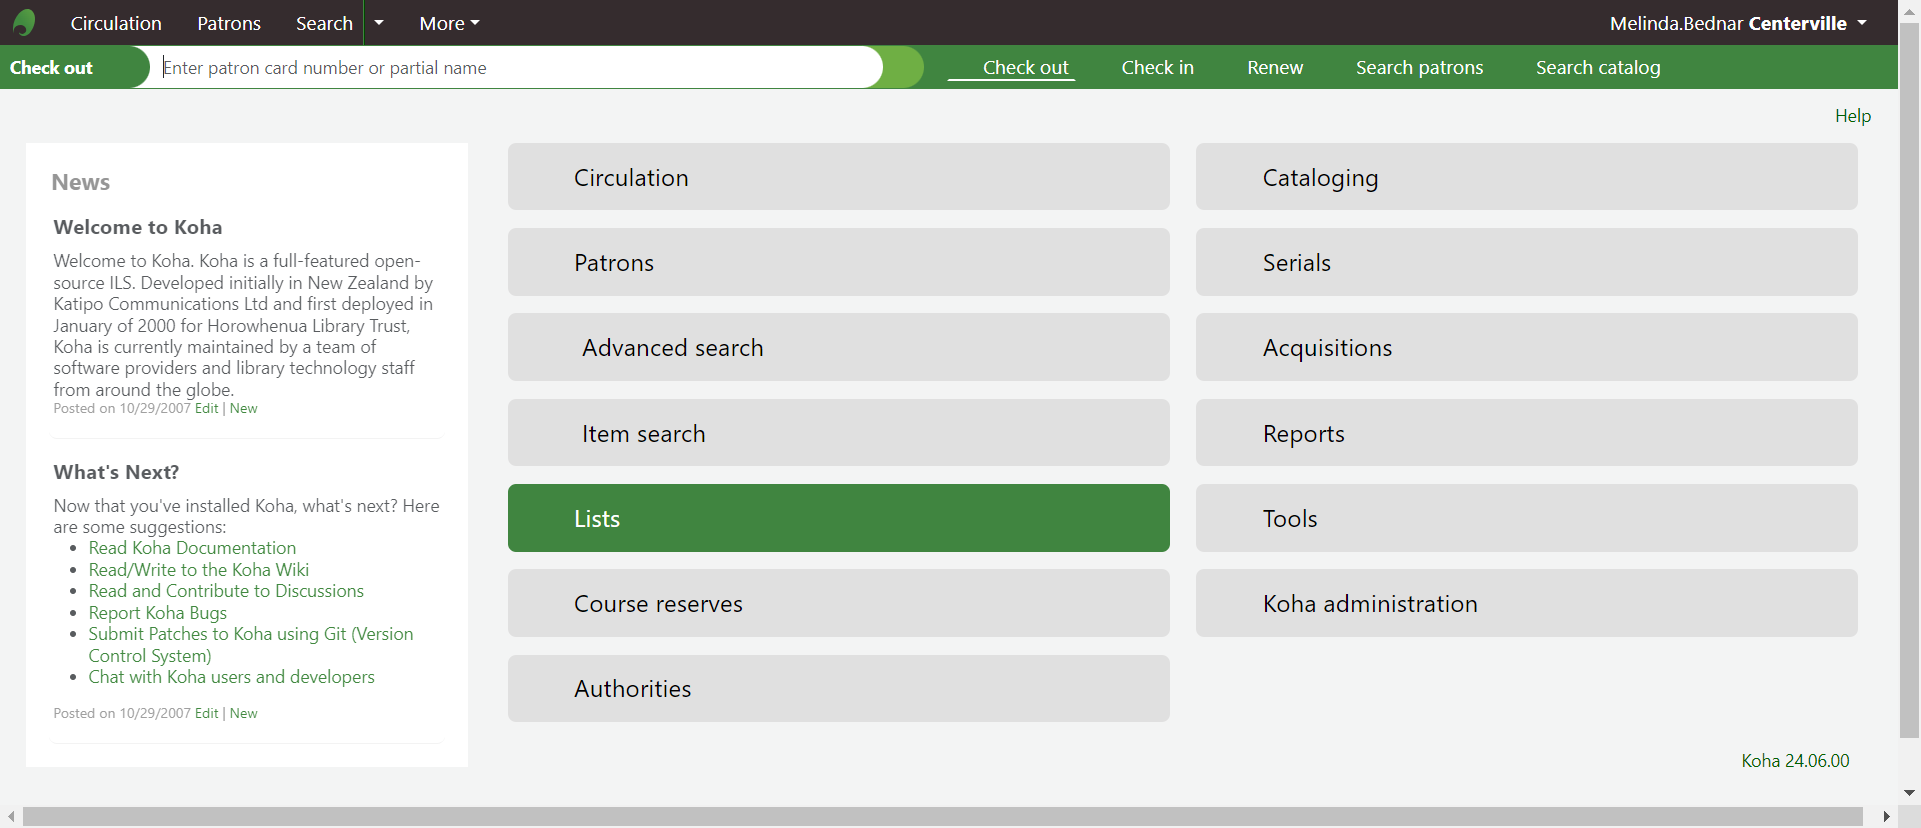 Circulation Patrons Search More Melinda.Bednar Centerville
Check out Enter patron card number or partial name Check out Check in Renew Search patrons Search catalog
Help
News
Welcome to Koha
Welcome to Koha. Koha is a full-featured open-
source ILS. Developed initially in New Zealand by
Katipo Communications Ltd and first deployed in
January of 2000 for Horowhenua Library Trust,
Koha is currently maintained by a team of
software providers and library technology staff
from around the globe.
Posted on 10/29/2007 Edit | New
What's Next?
Now that you've installed Koha, what's next? Here
are some suggestions:
• Read Koha Documentation
• Read/Write to the Koha Wiki
• Read and Contribute to Discussions
• Report Koha Bugs
• Submit Patches to Koha using Git (Version
Control System)
• Chat with Koha users and developers
Posted on 10/29/2007 Edit | New
Circulation
Patrons
Advanced search
Item search
Lists
Course reserves
Authorities
Cataloging
Serials
Acquisitions
Reports
Tools
Koha administration
Koha 24.06.00